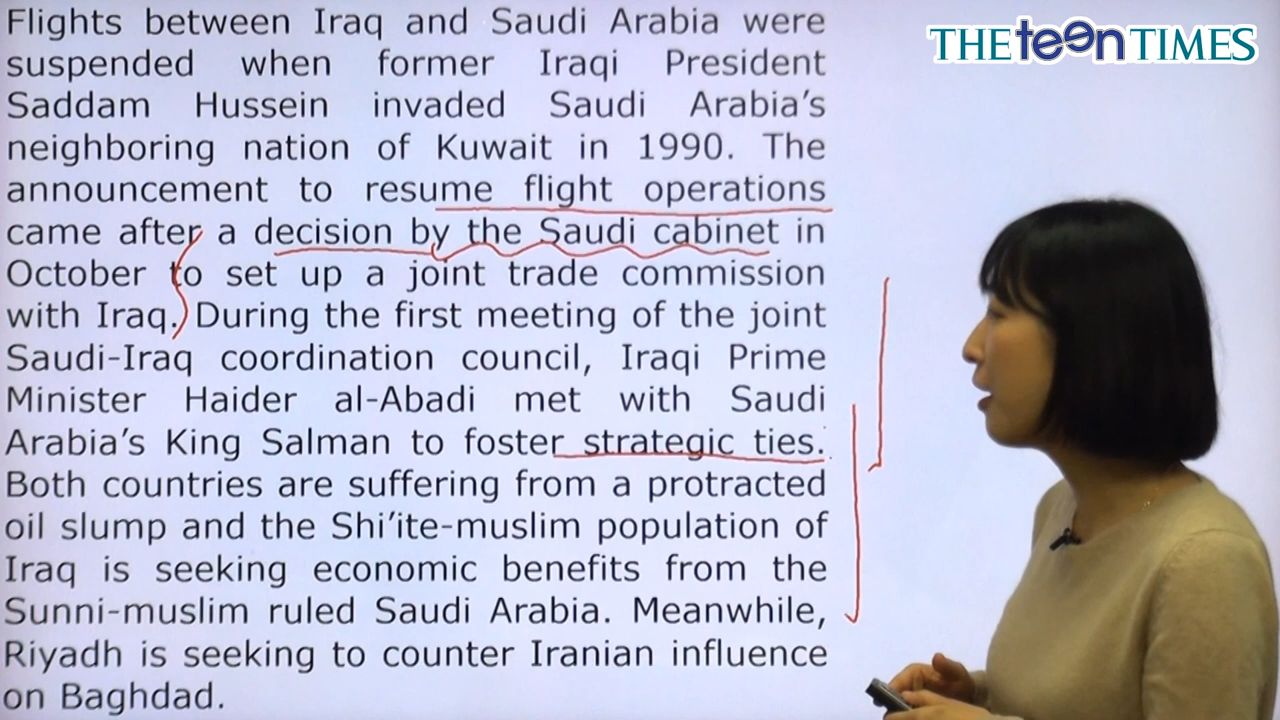 Flights between Iraq and Saudi Arabia were
suspended when former Iraqi President
Saddam Hussein invaded Saudi Arabia's
neighboring nation of Kuwait in 1990. The
announcement to resume flight operations
came after a decision by the Saudi cabinet in
October to set up a joint trade commission
with Iraq. During the first meeting of the joint
Saudi-Iraq coordination council, Iraqi Prime
Minister Haider al-Abadi met with Saudi
Arabia's King Salman to foster strategic ties.
Both countries are suffering from a protracted
oil slump and the Shi'ite-muslim population of
Iraq is seeking economic benefits from the
Sunni-muslim ruled Saudi Arabia. Meanwhile,
Riyadh is seeking to counter Iranian influence
on Baghdad.
THE teen TIMES